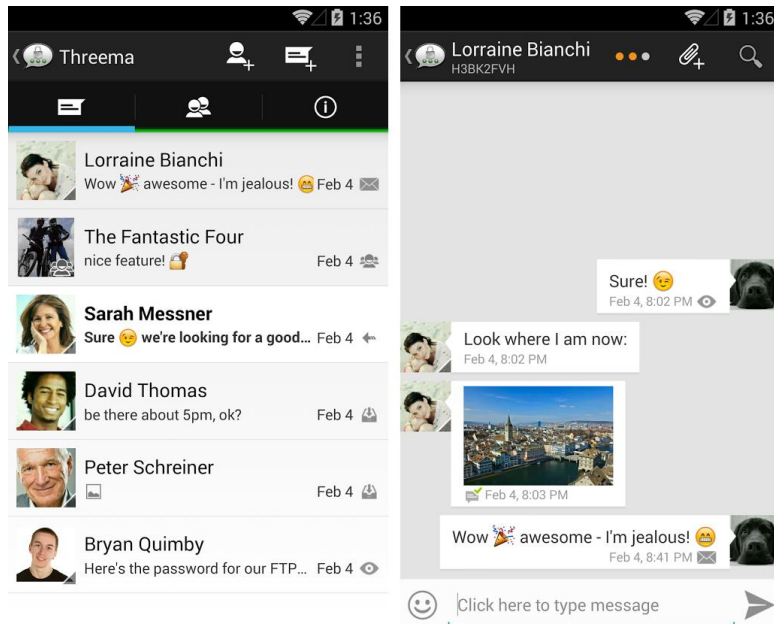 1:36
Threema
Lorraine Bianchi
Wow 🎉 awesome - I'm jealous! 😁 Feb 4
The Fantastic Four
nice feature! 🔐 Feb 4
Sarah Messner
Sure 😉 we're looking for a good... Feb 4
David Thomas
be there about 5pm, ok? Feb 4
Peter Schreiner
Feb 4
Bryan Quimby
Here's the password for our FTP... Feb 4
1:36
Lorraine Bianchi
H3BK2FVH
Sure! 😉
Feb 4, 8:02 PM
Look where I am now:
Feb 4, 8:02 PM
Feb 4, 8:03 PM
Wow 🎉 awesome - I'm jealous! 😁
Feb 4, 8:41 PM
Click here to type message